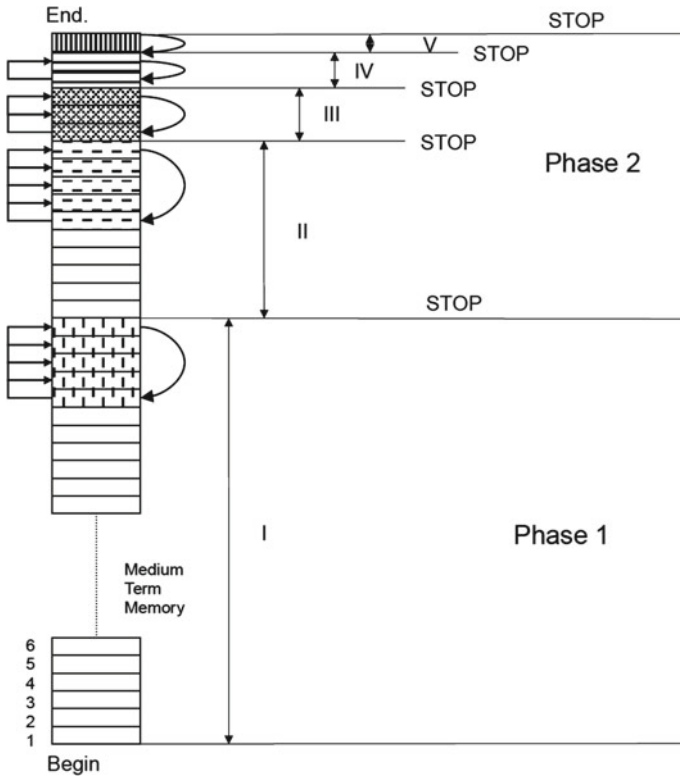 End.
STOP
V
STOP
IV
STOP
III
STOP
Phase 2
II
STOP
I
Phase 1
Medium
Term
Memory
6
5
4
3
2
1
Begin